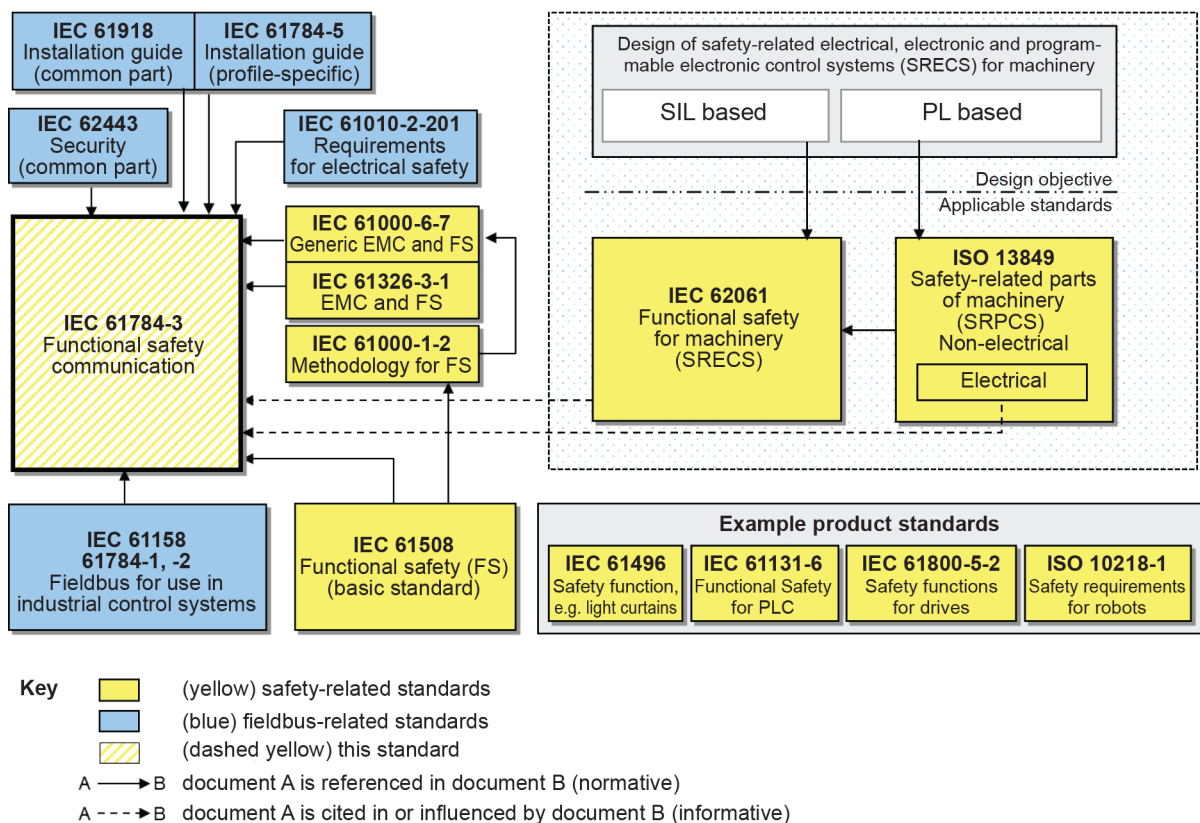 IEC 61918
Installation guide
(common part)
IEC 61784-5
Installation guide
(profile-specific)
IEC 62443
Security
(common part)
IEC 61010-2-201
Requirements
for electrical safety
IEC 61000-6-7
Generic EMC and FS
IEC 61326-3-1
EMC and FS
IEC 61000-1-2
Methodology for FS
IEC 61784-3
Functional safety
communication
IEC 61158
61784-1, -2
Fieldbus for use in
industrial control systems
IEC 61508
Functional safety (FS)
(basic standard)
Design of safety-related electrical, electronic and program-
mable electronic control systems (SRECS) for machinery
SIL based
PL based
Design objective
Applicable standards
IEC 62061
Functional safety
for machinery
(SRECS)
ISO 13849
Safety-related parts
of machinery
(SRPCS)
Non-electrical
Electrical
Example product standards
IEC 61496
Safety function,
e.g. light curtains
IEC 61131-6
Functional Safety
for PLC
IEC 61800-5-2
Safety functions
for drives
ISO 10218-1
Safety requirements
for robots
Key
(yellow) safety-related standards
(blue) fieldbus-related standards
(dashed yellow) this standard
A B document A is referenced in document B (normative)
A B document A is cited in or influenced by document B (informative)